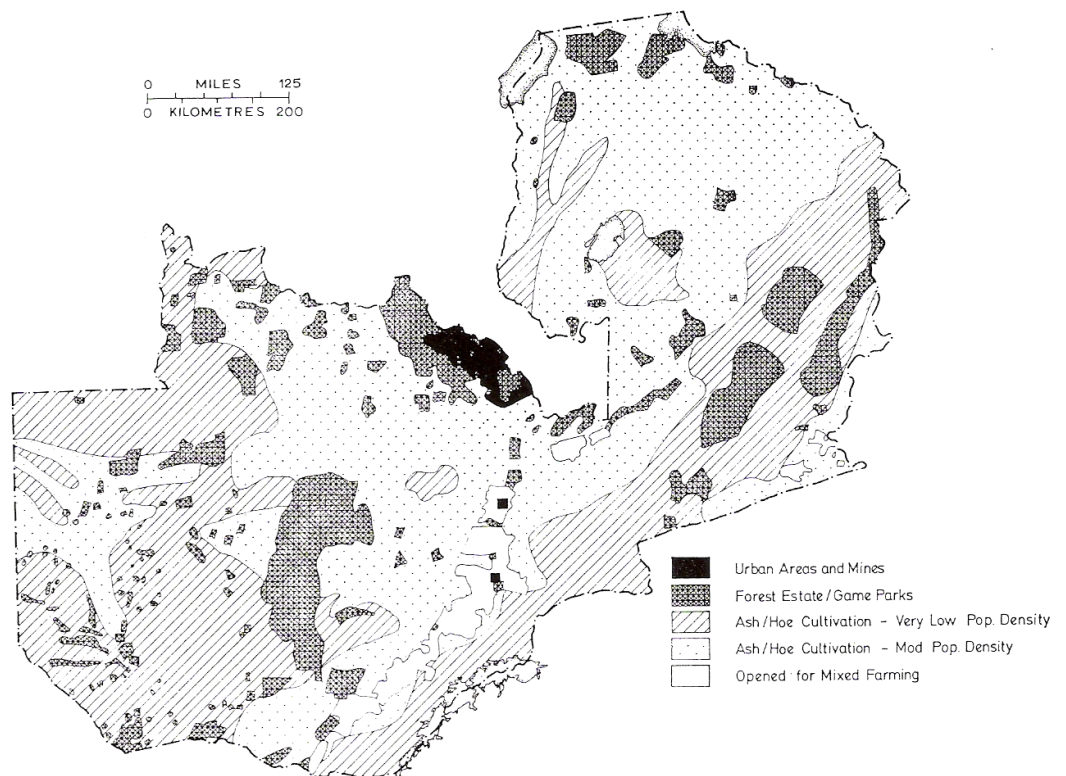 0 MILES 125
0 KILOMETRES 200
Urban Areas and Mines
Forest Estate/Game Parks
Ash/Hoe Cultivation - Very Low Pop. Density
Ash/Hoe Cultivation - Mod Pop. Density
Opened for Mixed Farming